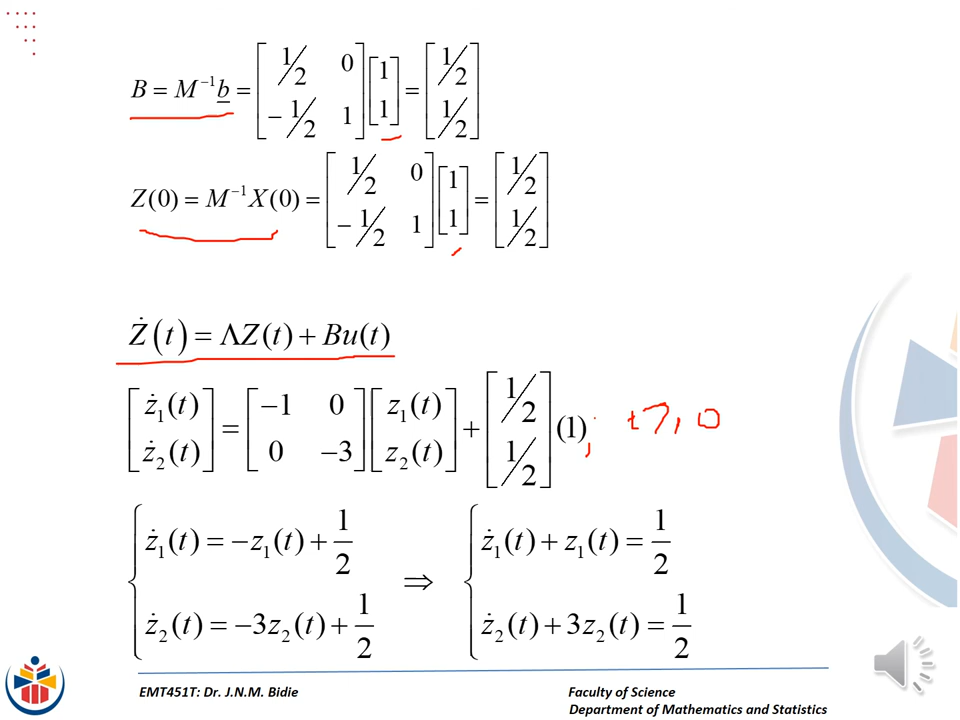 B = M⁻¹b = [1/2 0; −1/2 1] [1; 1] = [1/2; 1/2]
Z(0) = M⁻¹X(0) = [1/2 0; −1/2 1] [1; 1] = [1/2; 1/2]
Ż(t) = ΛZ(t) + Bu(t)
[ż₁(t); ż₂(t)] = [−1 0; 0 −3] [z₁(t); z₂(t)] + [1/2; 1/2] (1); t ≥, 0
{ ż₁(t) = −z₁(t) + 1/2 ⇒ { ż₁(t) + z₁(t) = 1/2
ż₂(t) = −3z₂(t) + 1/2 ż₂(t) + 3z₂(t) = 1/2
EMT451T: Dr. J.N.M. Bidie Faculty of Science
Department of Mathematics and Statistics